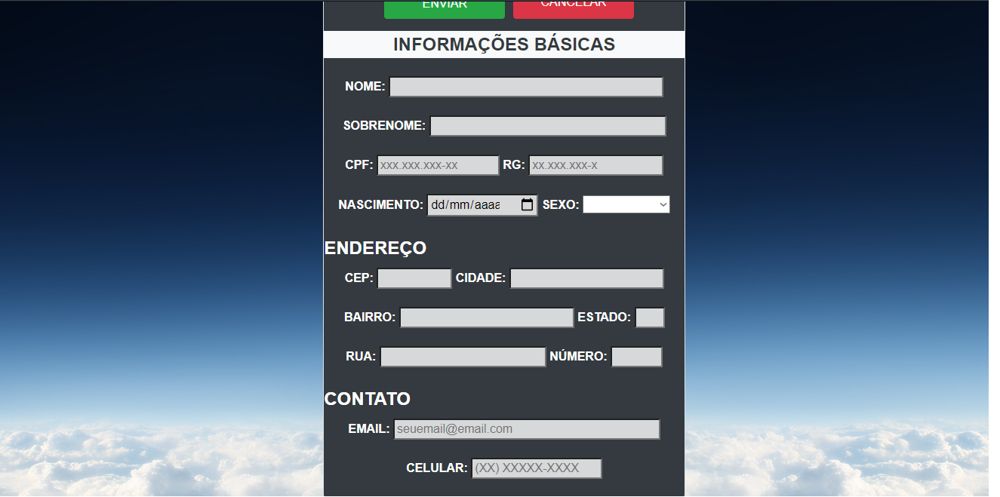 ENVIAR CANCELAR
INFORMAÇÕES BÁSICAS
NOME:
SOBRENOME:
CPF: xxx.xxx.xxx-xx RG: xx.xxx.xxx-x
NASCIMENTO: dd/mm/aaaa SEXO:
ENDEREÇO
CEP: CIDADE:
BAIRRO: ESTADO:
RUA: NÚMERO:
CONTATO
EMAIL: seuemail@email.com
CELULAR: (XX) XXXXX-XXXX